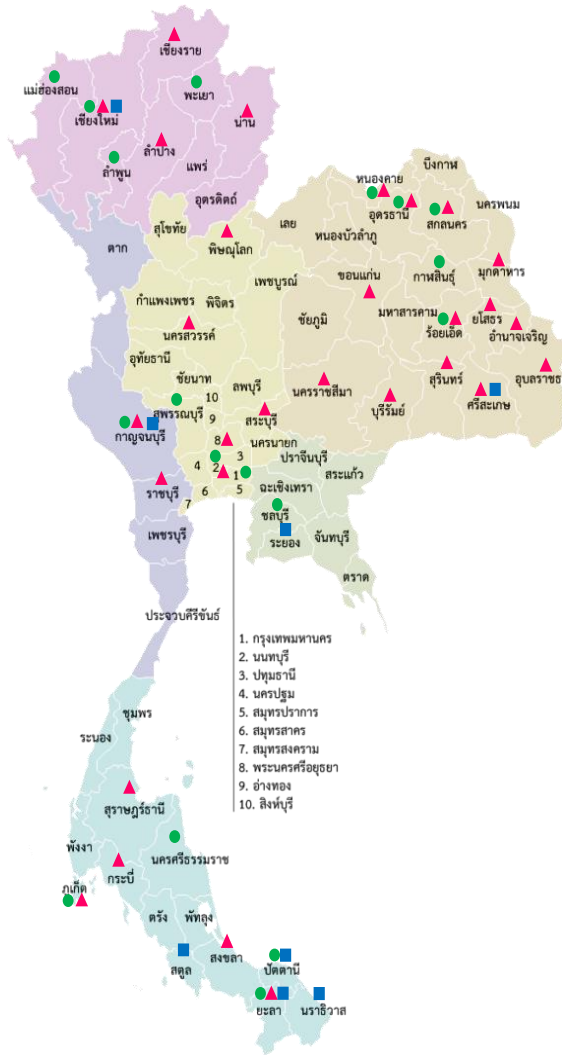 เชียงราย
แม่ฮ่องสอน
พะเยา
เชียงใหม่
น่าน
ลำปาง
ลำพูน
แพร่
อุตรดิตถ์
บึงกาฬ
หนองคาย
อุดรธานี
สกลนคร
นครพนม
เลย
หนองบัวลำภู
สุโขทัย
ตาก
พิษณุโลก
เพชรบูรณ์
ขอนแก่น
กาฬสินธุ์
มุกดาหาร
กำแพงเพชร
พิจิตร
นครสวรรค์
ชัยภูมิ
มหาสารคาม
ร้อยเอ็ด
ยโสธร
อำนาจเจริญ
อุทัยธานี
ชัยนาท
ลพบุรี
นครราชสีมา
บุรีรัมย์
สุรินทร์
ศรีสะเกษ
อุบลราชธา
10
สุพรรณบุรี
9
สระบุรี
กาญจนบุรี
8
นครนายก
3
ปราจีนบุรี
4
2
1
สระแก้ว
ราชบุรี
6
5
ฉะเชิงเทรา
7
ชลบุรี
เพชรบุรี
ระยอง
จันทบุรี
ตราด
ประจวบคีรีขันธ์
1. กรุงเทพมหานคร
2. นนทบุรี
3. ปทุมธานี
4. นครปฐม
5. สมุทรปราการ
6. สมุทรสาคร
7. สมุทรสงคราม
8. พระนครศรีอยุธยา
9. อ่างทอง
10. สิงห์บุรี
ชุมพร
ระนอง
สุราษฎร์ธานี
พังงา
นครศรีธรรมราช
กระบี่
ภูเก็ต
ตรัง
พัทลุง
สงขลา
สตูล
ปัตตานี
ยะลา
นราธิวาส